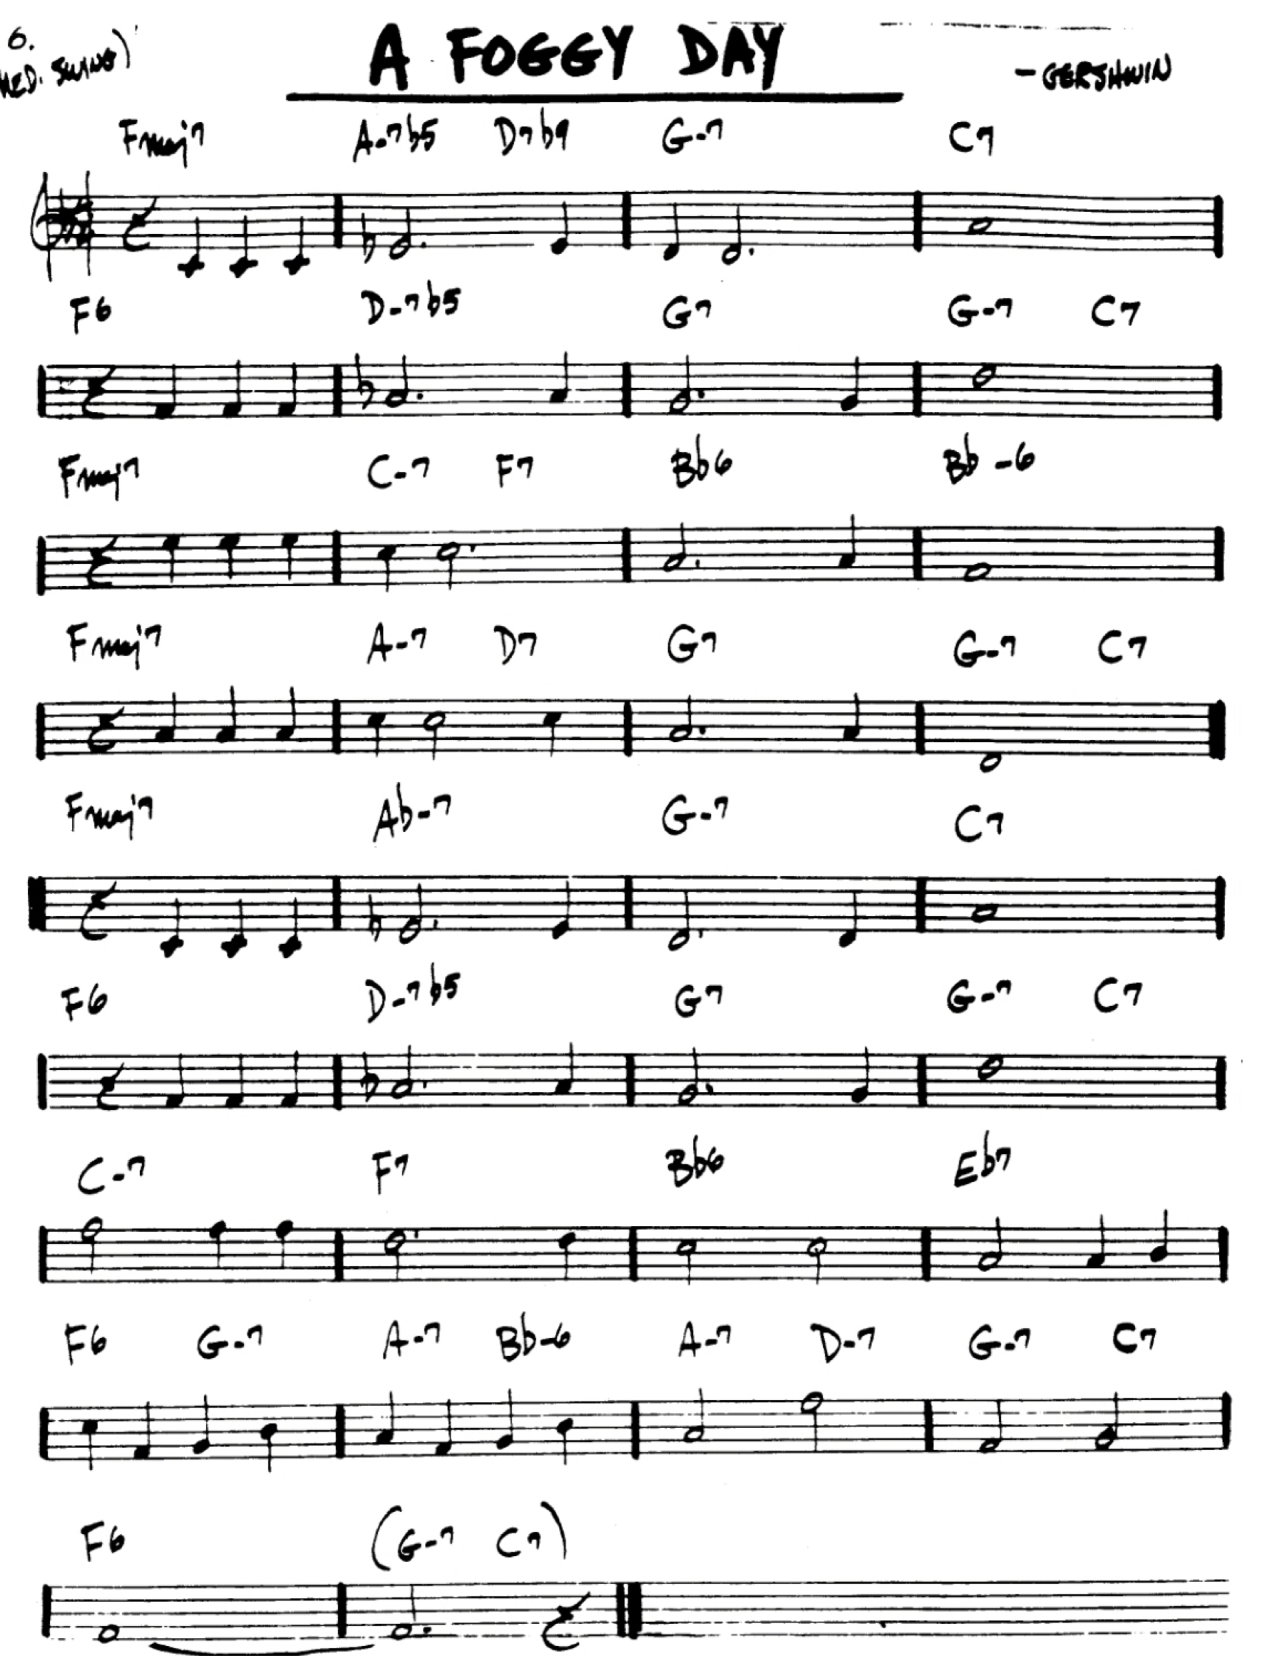 6.
(MED. SWING)
A FOGGY DAY
- GERSHWIN
Fmaj7 A-7b5 D7b9 G-7 C7
F6 D-7b5 G7 G-7 C7
Fmaj7 C-7 F7 Bb6 Bb-6
Fmaj7 A-7 D7 G7 G-7 C7
Fmaj7 Ab-7 G-7 C7
F6 D-7b5 G7 G-7 C7
C-7 F7 Bb6 Eb7
F6 G-7 A-7 Bb-6 A-7 D-7 G-7 C7
F6 (G-7 C7)